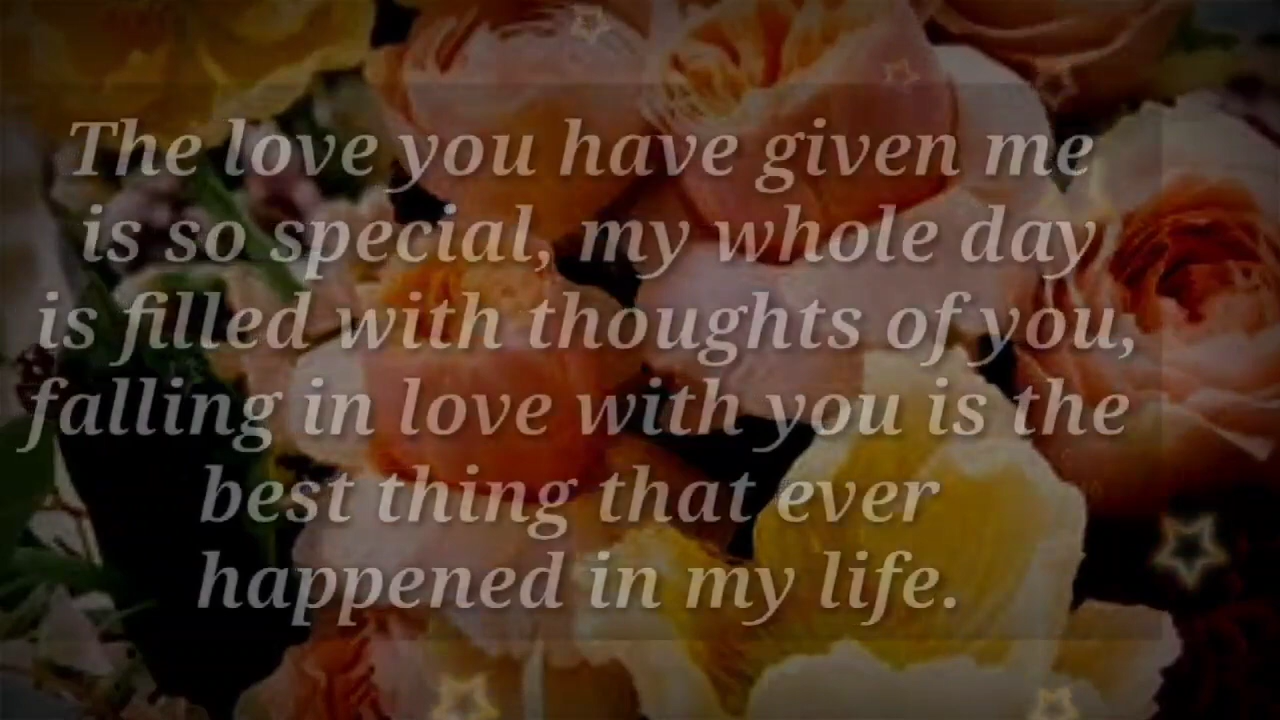 The love you have given me
is so special, my whole day
is filled with thoughts of you,
falling in love with you is the
best thing that ever
happened in my life.